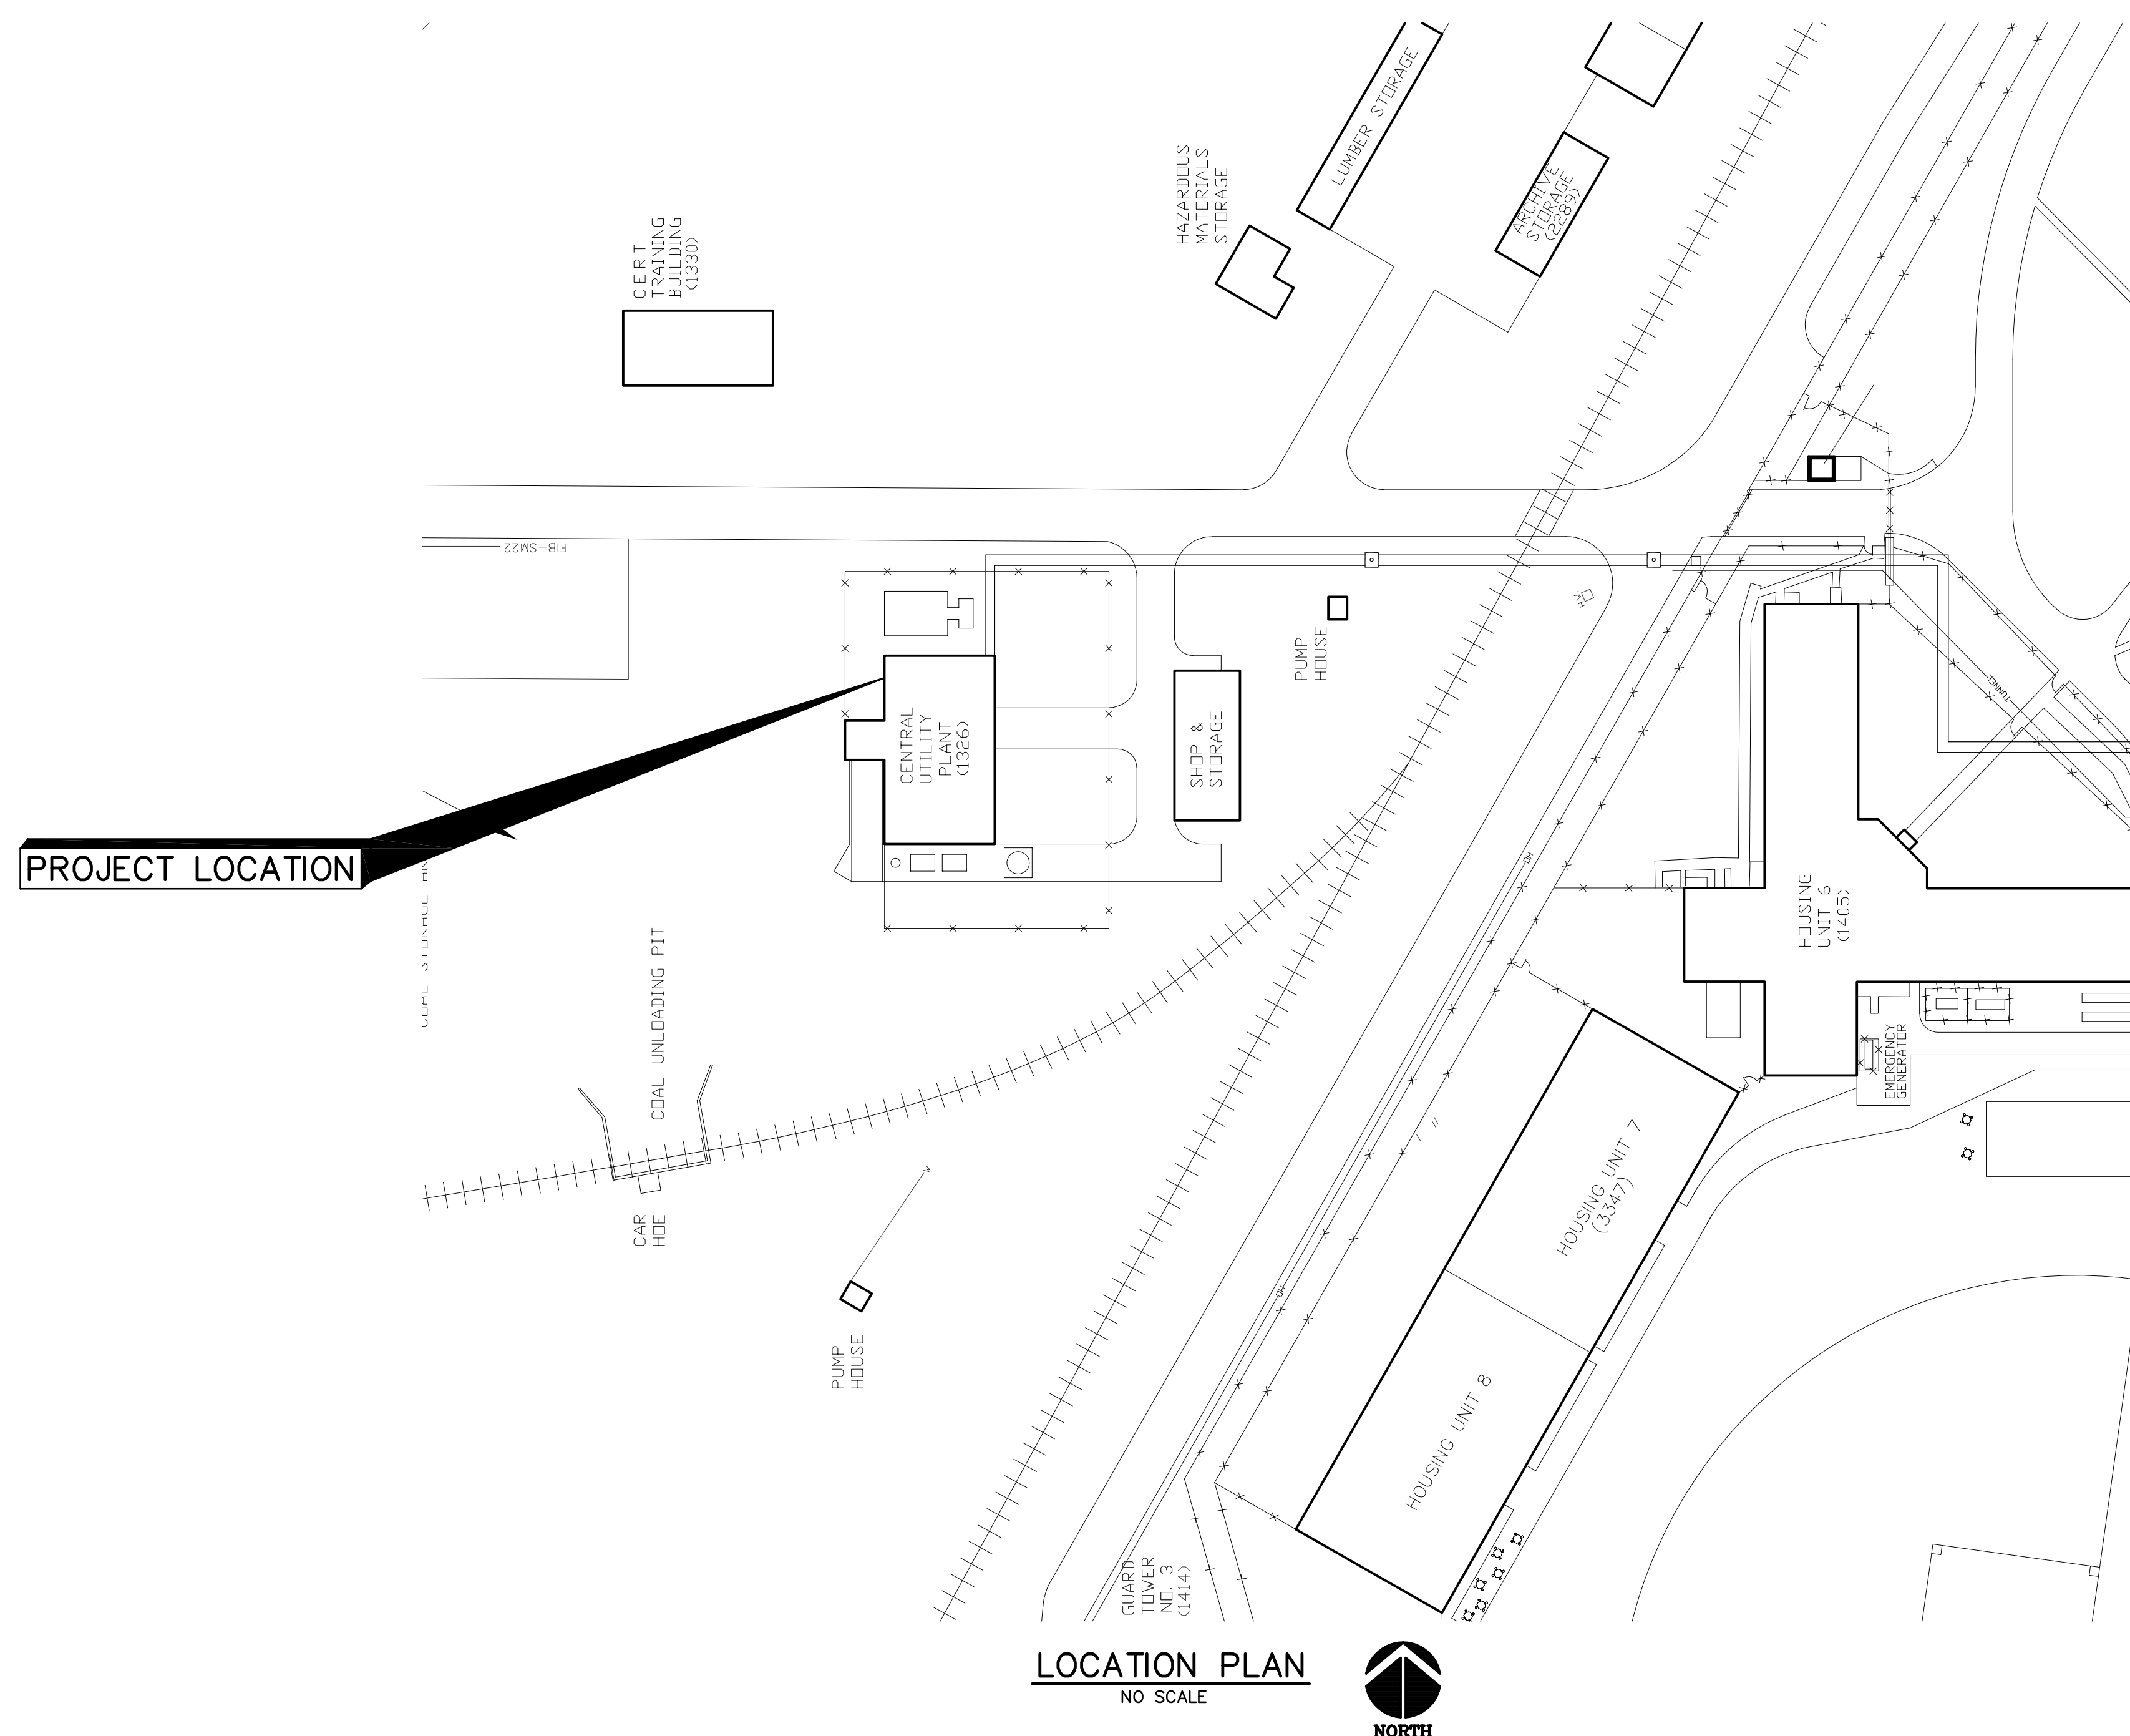 LUMBER STORAGE
HAZARDOUS
MATERIALS
STORAGE
ARCHIVE
STORAGE
(2289)
C.E.R.T.
TRAINING
BUILDING
(1330)
FIB-SM22
PUMP
HOUSE
CENTRAL
UTILITY
PLANT
(1326)
SHOP &
STORAGE
TUNNEL
PROJECT LOCATION
OH
HOUSING
UNIT 6
(1405)
COAL UNLOADING PIT
EMERGENCY
GENERATOR
CAR
HOE
HOUSING UNIT 7
(3347)
OH
PUMP
HOUSE
HOUSING UNIT 8
GUARD
TOWER
NO. 3
(1414)
LOCATION PLAN
NO SCALE
NORTH